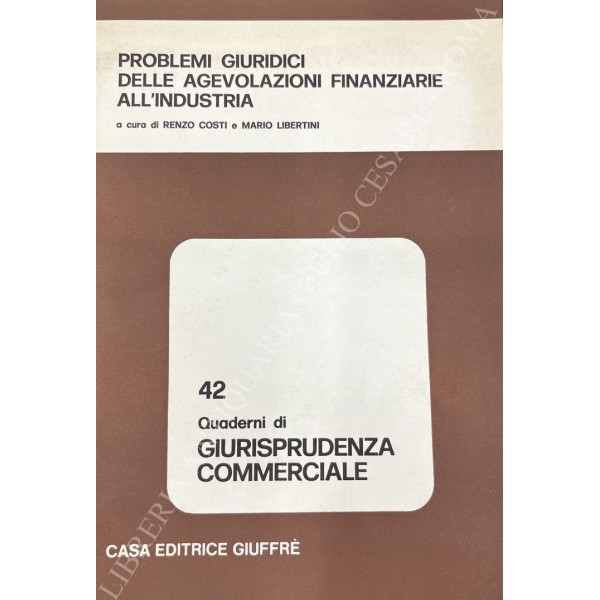 PROBLEMI GIURIDICI
DELLE AGEVOLAZIONI FINANZIARIE
ALL'INDUSTRIA
a cura di RENZO COSTI e MARIO LIBERTINI
42
Quaderni di
GIURISPRUDENZA
COMMERCIALE
CASA EDITRICE GIUFFRÈ